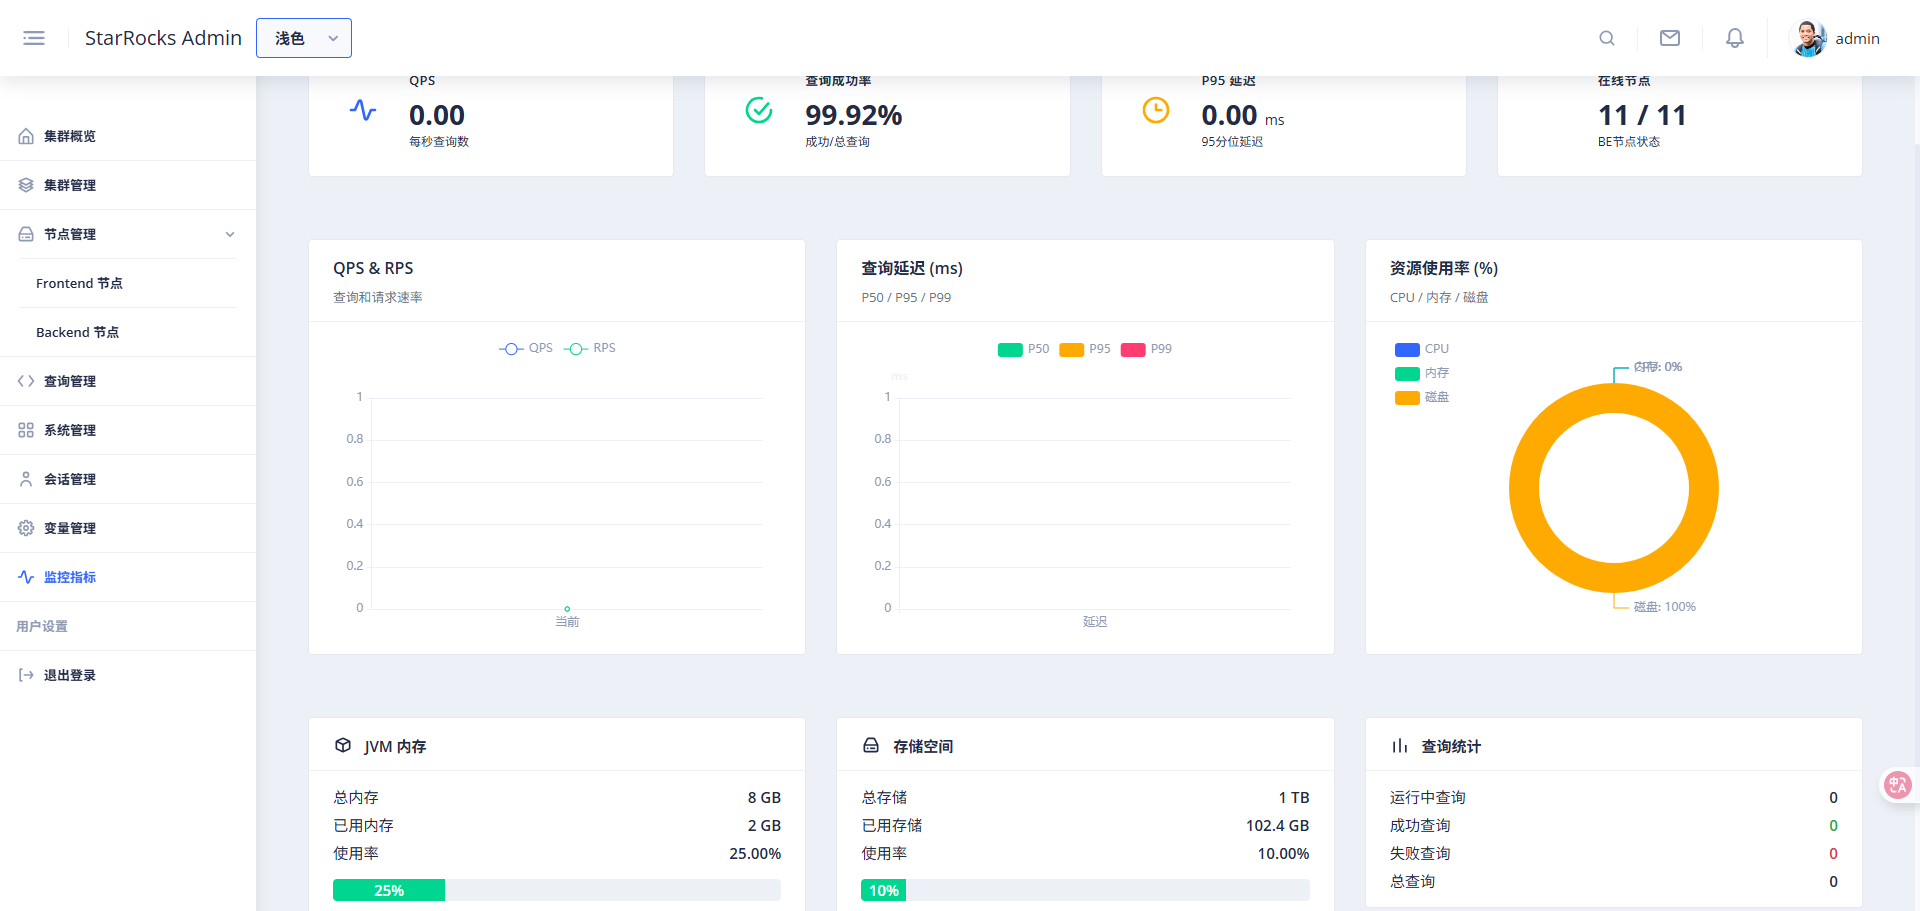 StarRocks Admin
浅色
admin
集群概览
集群管理
节点管理
Frontend 节点
Backend 节点
查询管理
系统管理
会话管理
变量管理
监控指标
用户设置
退出登录
QPS
0.00
每秒查询数
查询成功率
99.92%
成功/总查询
P95 延迟
0.00 ms
95分位延迟
在线节点
11 / 11
BE节点状态
QPS & RPS
查询和请求速率
QPS RPS
1
0.8
0.6
0.4
0.2
0
当前
查询延迟 (ms)
P50 / P95 / P99
P50 P95 P99
ms
1
0.8
0.6
0.4
0.2
0
延迟
资源使用率 (%)
CPU / 内存 / 磁盘
CPU
内存
磁盘
内存: 0%
磁盘: 100%
JVM 内存
总内存 8 GB
已用内存 2 GB
使用率 25.00%
25%
存储空间
总存储 1 TB
已用存储 102.4 GB
使用率 10.00%
10%
查询统计
运行中查询 0
成功查询 0
失败查询 0
总查询 0
中
A